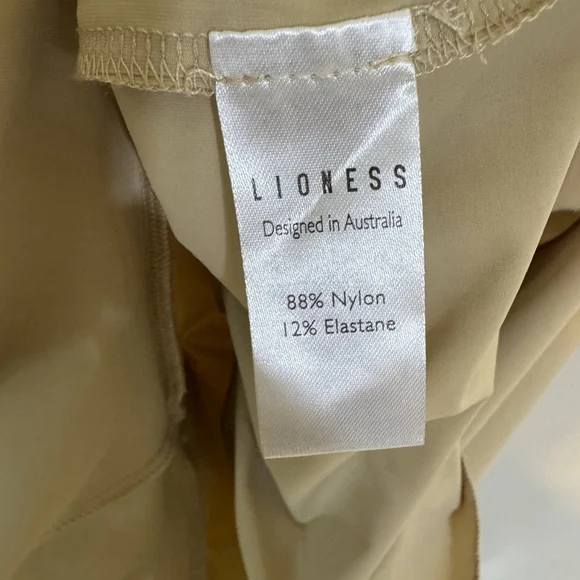 LIONESS
Designed in Australia
88% Nylon
12% Elastane